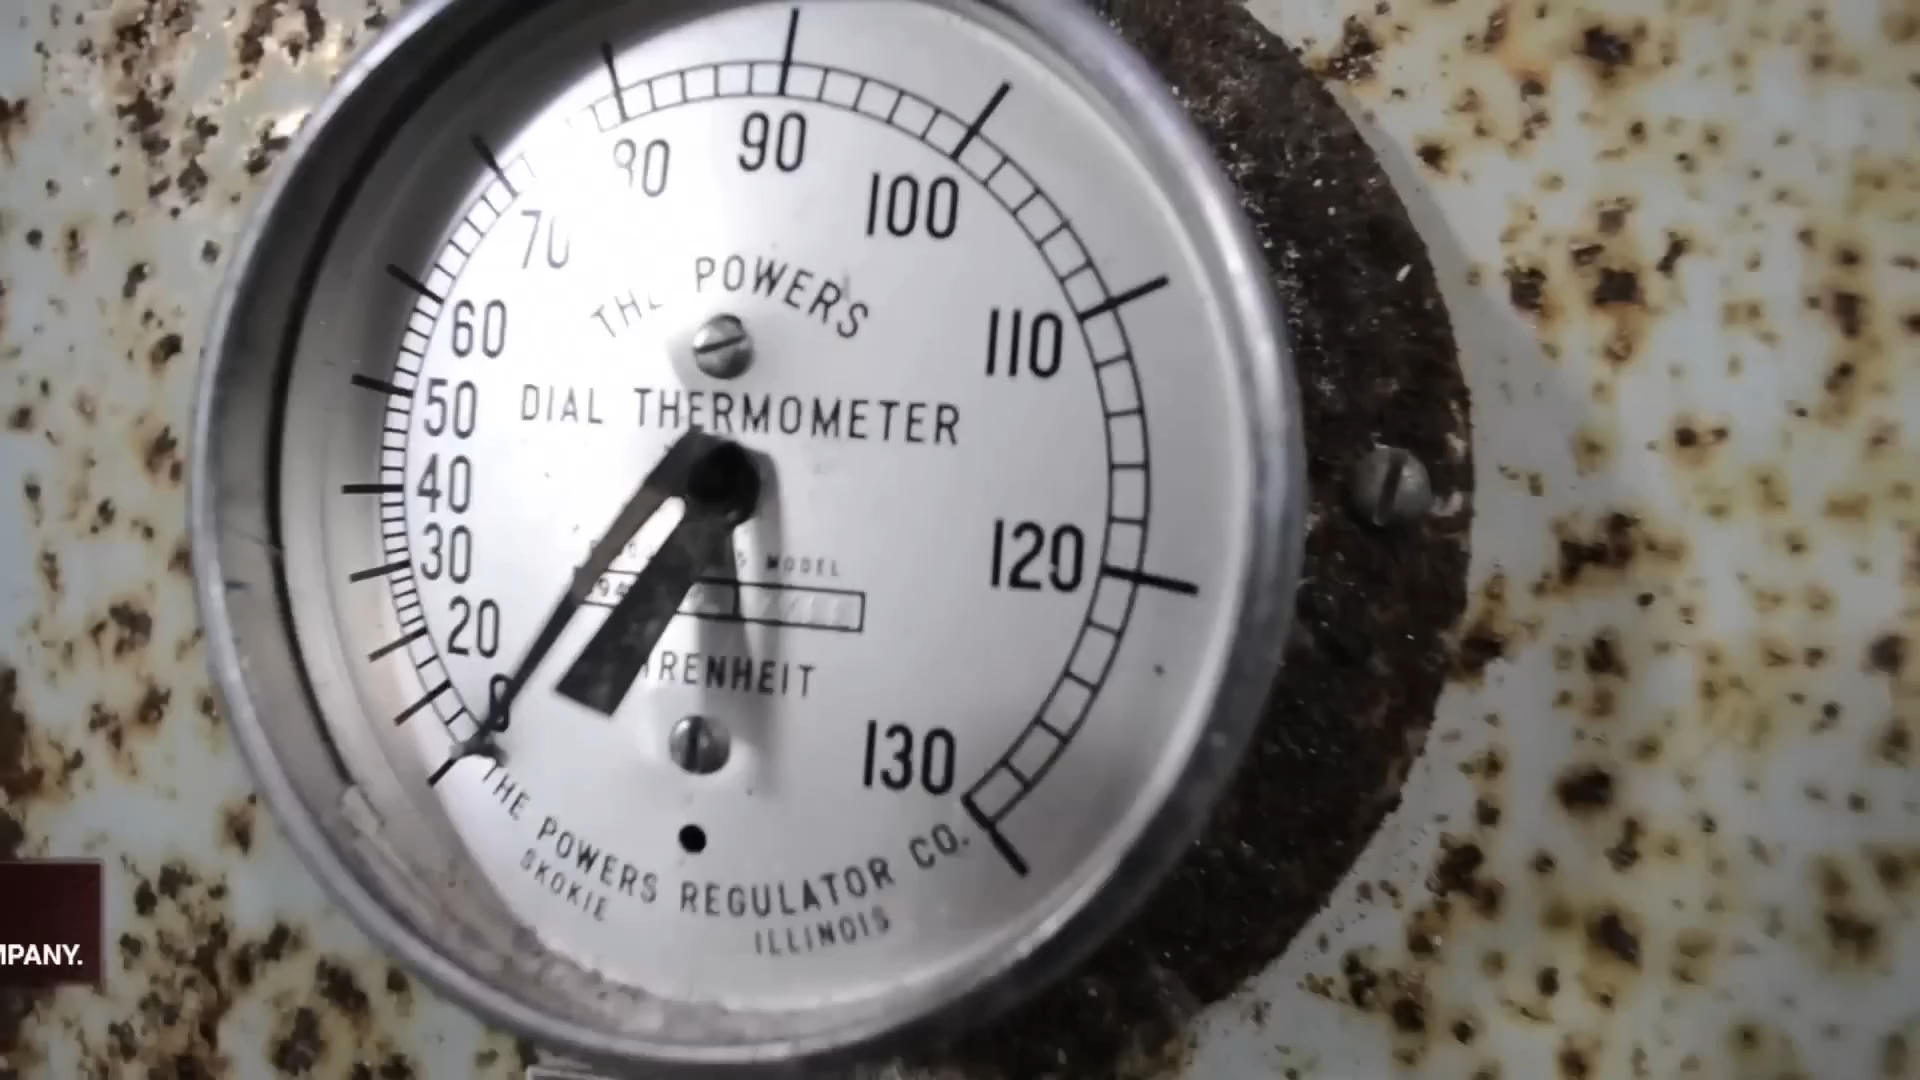 90
80
100
70
THE POWERS
60
110
50
DIAL THERMOMETER
40
30
MODEL
120
20
0
130
THE POWERS REGULATOR CO.
SKOKIE
ILLINOIS
MPANY.